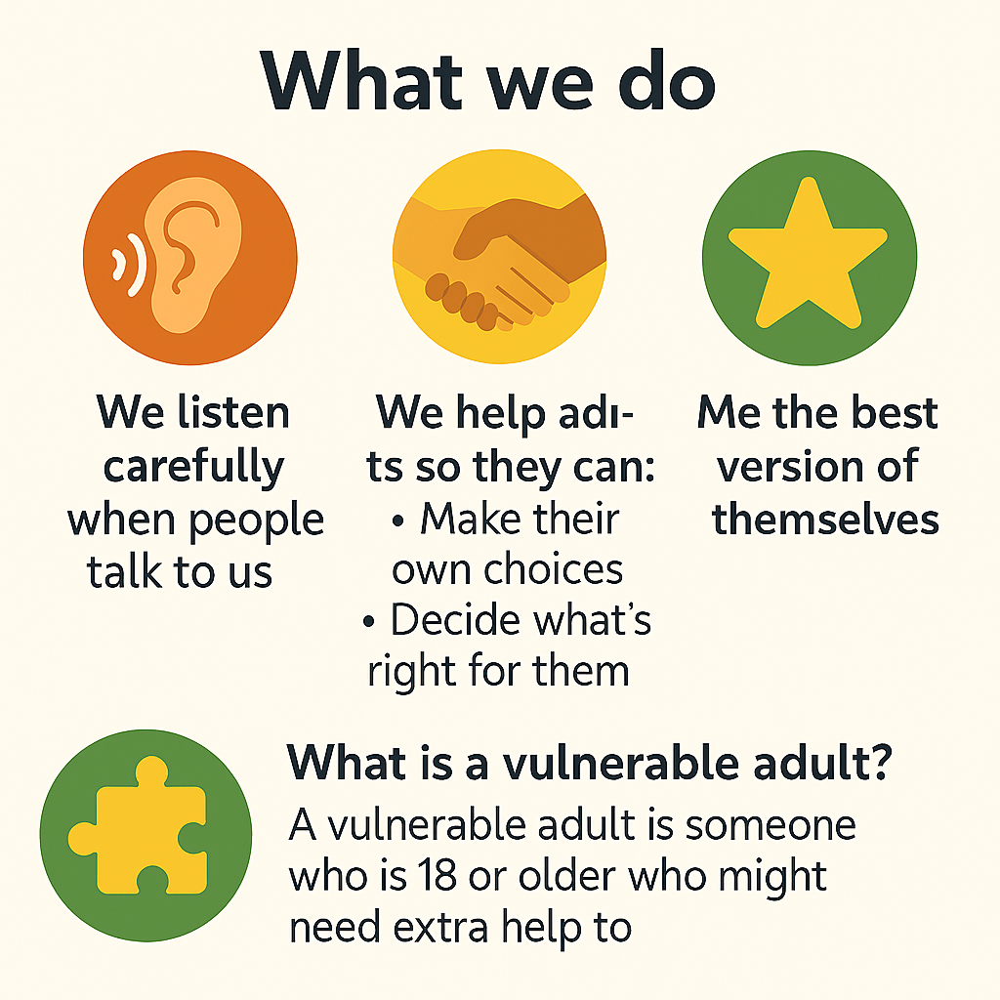 What we do
We listen
carefully
when people
talk to us
We help adı-
ts so they can:
• Make their
own choices
• Decide what's
right for them
Me the best
version of
themselves
What is a vulnerable adult?
A vulnerable adult is someone
who is 18 or older who might
need extra help to